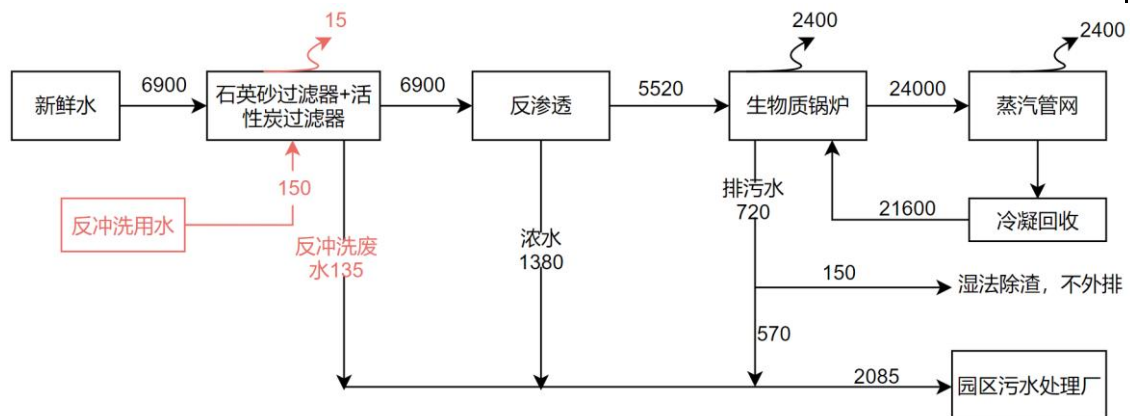 15
2400
2400
新鲜水
6900
石英砂过滤器+活
性炭过滤器
6900
反渗透
5520
生物质锅炉
24000
蒸汽管网
反冲洗用水
150
反冲洗废
水135
浓水
1380
排污水
720
21600
冷凝回收
150
湿法除渣，不外排
570
2085
园区污水处理厂